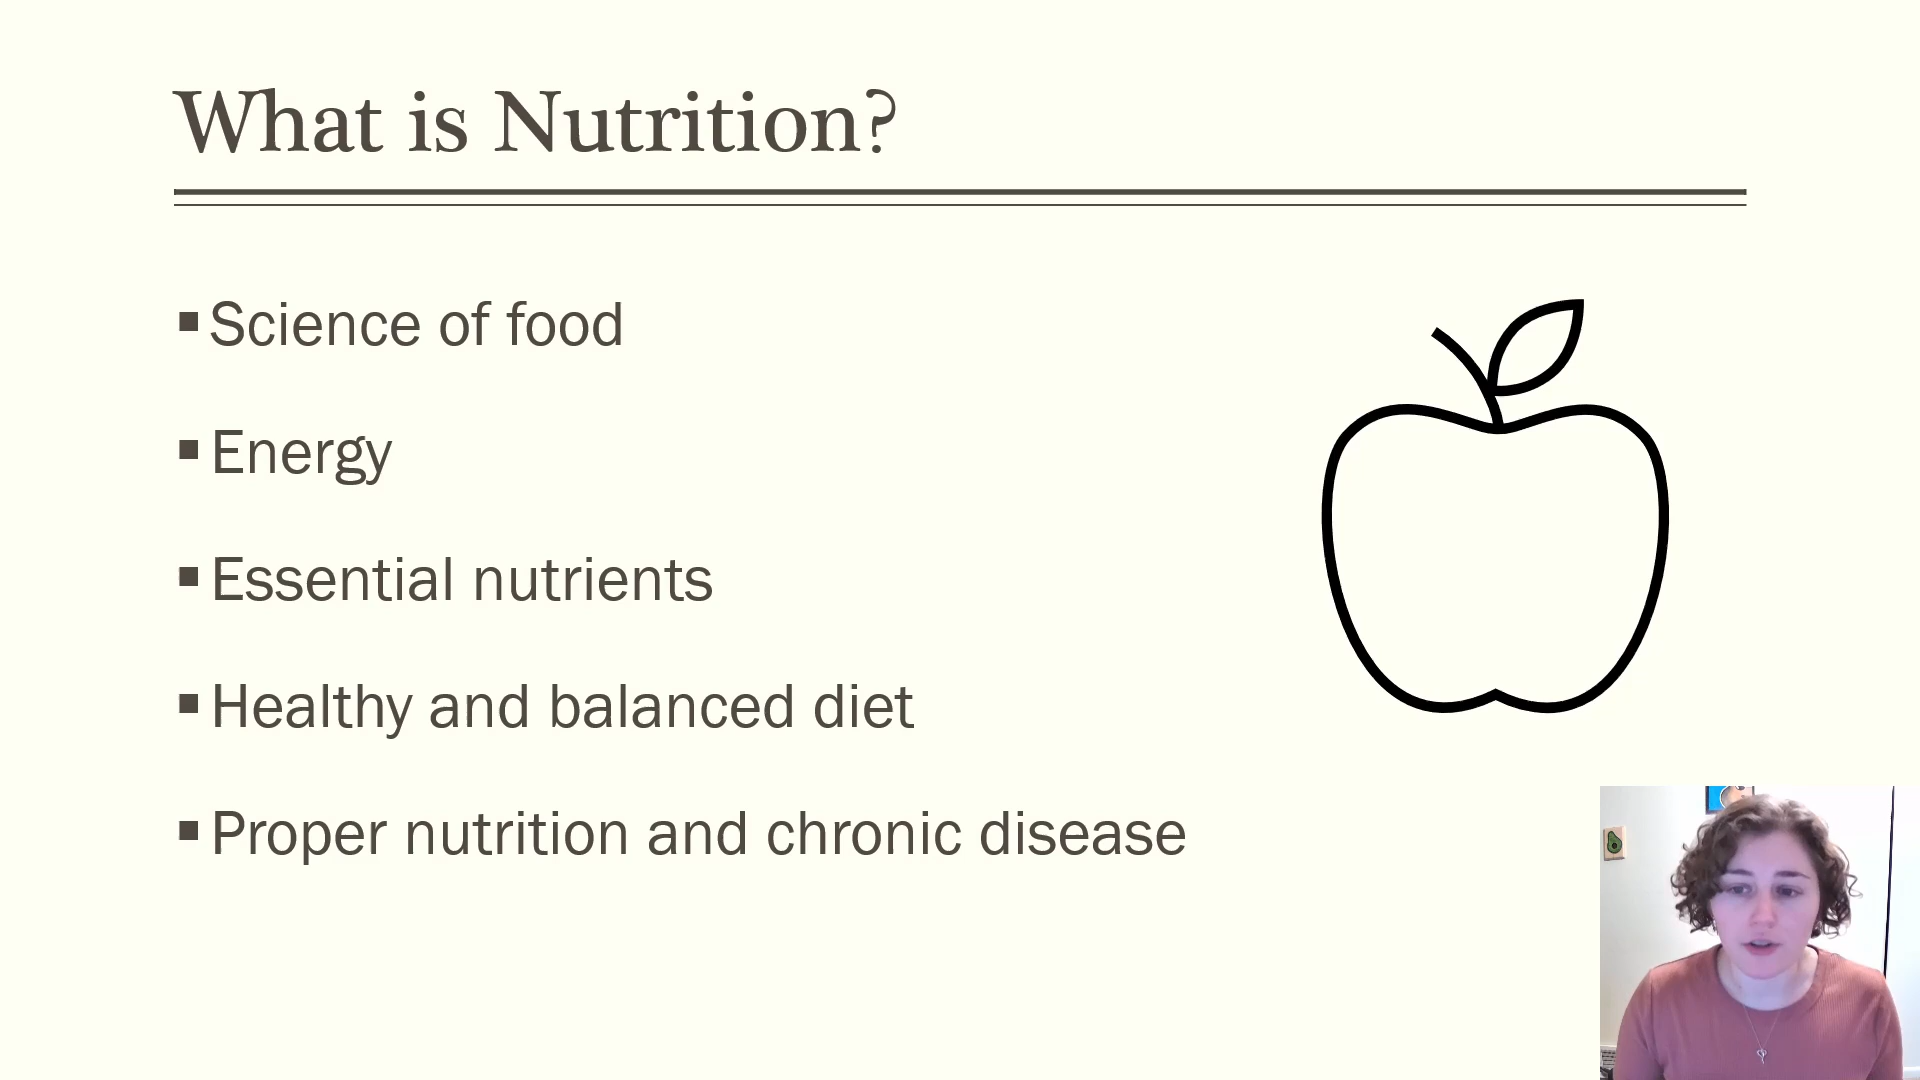 What is Nutrition?
Science of food
Energy
Essential nutrients
Healthy and balanced diet
Proper nutrition and chronic disease